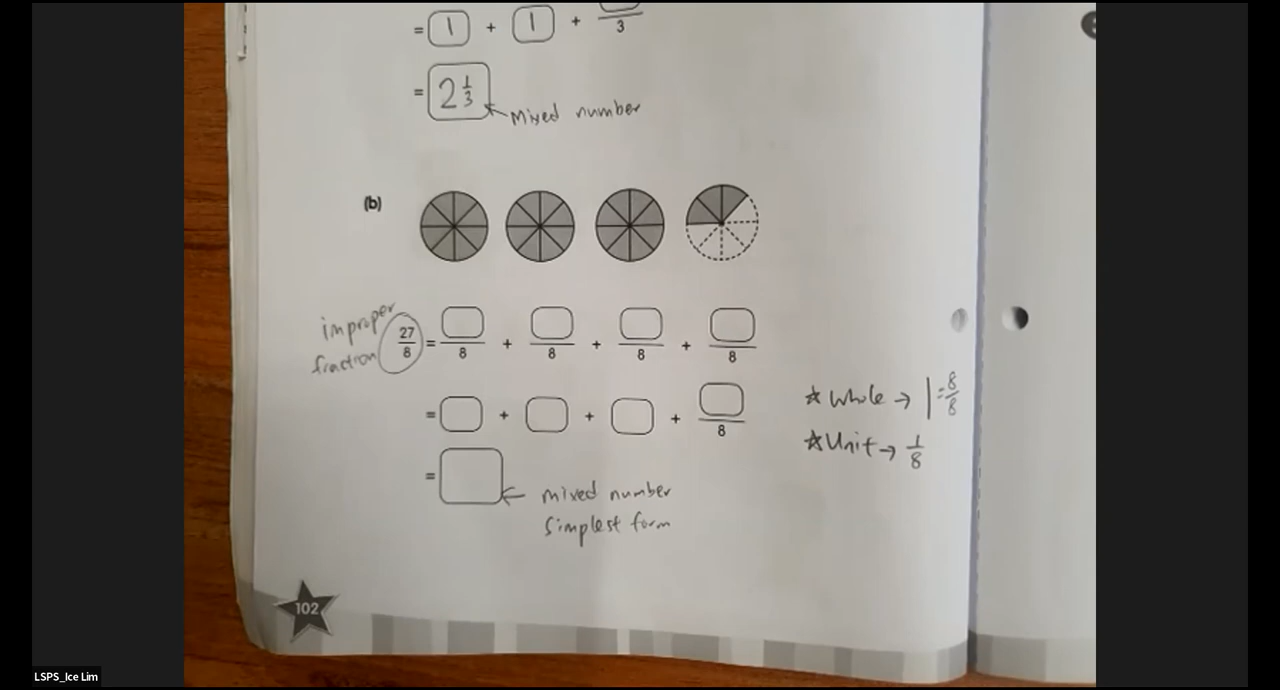 = 1 + 1 + /3
= 2 1/3
Mixed number
(b)
improper
fraction
27/8 = /8 + /8 + /8 + /8
☆ Whole → 1 = 8/8
= + + + /8
☆ Unit → 1/8
=
mixed number
simplest form
102
LSPS_Ice Lim